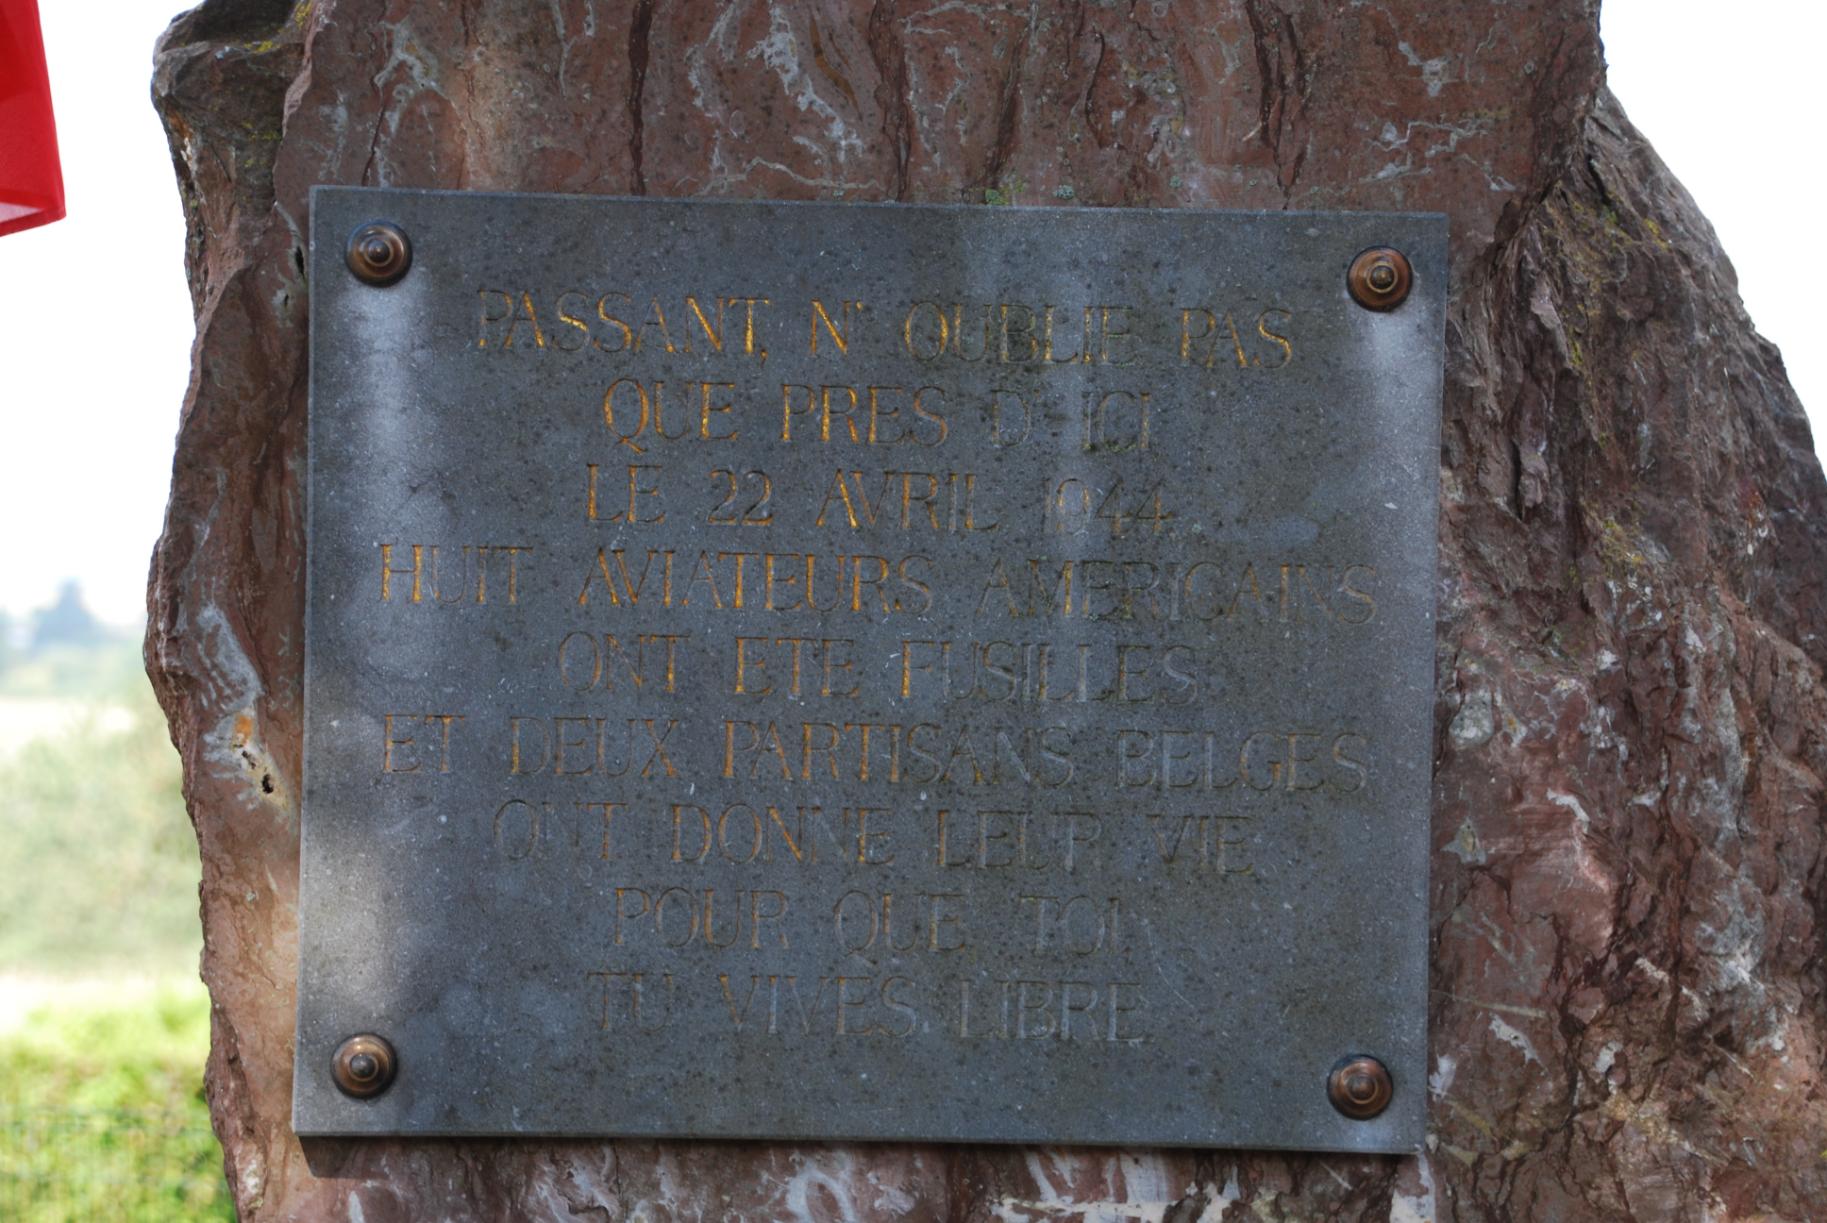 PASSANT, N' OUBLIE PAS
QUE PRES D' ICI
LE 22 AVRIL 1944
HUIT AVIATEURS AMERICAINS
ONT ETE FUSILLES
ET DEUX PARTISANS BELGES
ONT DONNE LEUR VIE
POUR QUE TOI,
TU VIVES LIBRE